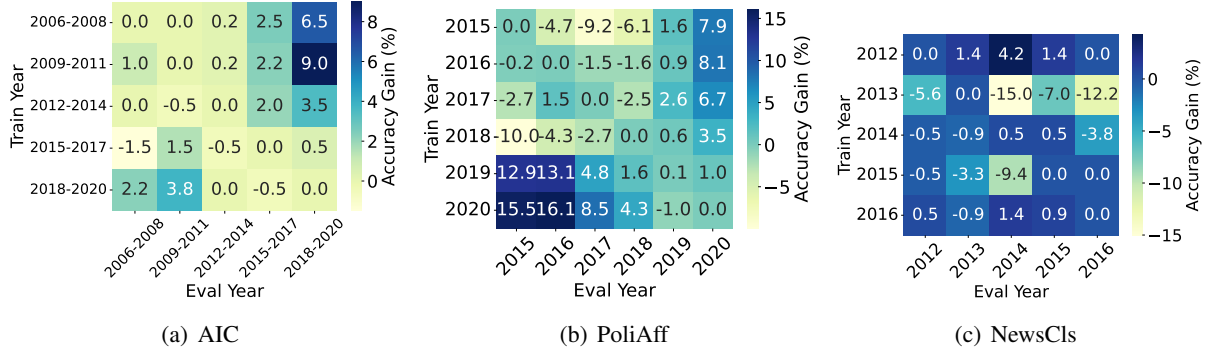 Train Year
2006-2008 0.0 0.0 0.2 2.5 6.5
2009-2011 1.0 0.0 0.2 2.2 9.0
2012-2014 0.0 -0.5 0.2 2.0 3.5
2015-2017 -1.5 1.5 -0.5 0.0 0.5
2018-2020 2.2 3.8 0.0 -0.5 0.0
2006-2008 2009-2011 2012-2014 2015-2017 2018-2020
Eval Year
8
6
4
2
0
Accuracy Gain (%)
(a) AIC
Train Year
2015 0.0 -4.7 -9.2 -6.1 1.6 7.9
2016 -0.2 0.0 -1.5 -1.6 0.9 8.1
2017 -2.7 1.5 0.0 -2.5 2.6 6.7
2018 -10.0 -4.3 -2.7 0.0 0.6 3.5
2019 12.9 13.1 4.8 1.6 0.1 1.0
2020 15.5 16.1 8.5 4.3 -1.0 0.0
2015 2016 2017 2018 2019 2020
Eval Year
15
10
5
0
−5
Accuracy Gain (%)
(b) PoliAff
Train Year
2012 0.0 1.4 4.2 1.4 0.0
2013 -5.6 0.0 -15.0 -7.0 -12.2
2014 -0.5 -0.9 0.5 0.5 -3.8
2015 -0.5 -3.3 -9.4 0.0 0.0
2016 0.5 -0.9 1.4 0.9 0.0
2012 2013 2014 2015 2016
Eval Year
0
−5
−10
−15
Accuracy Gain (%)
(c) NewsCls